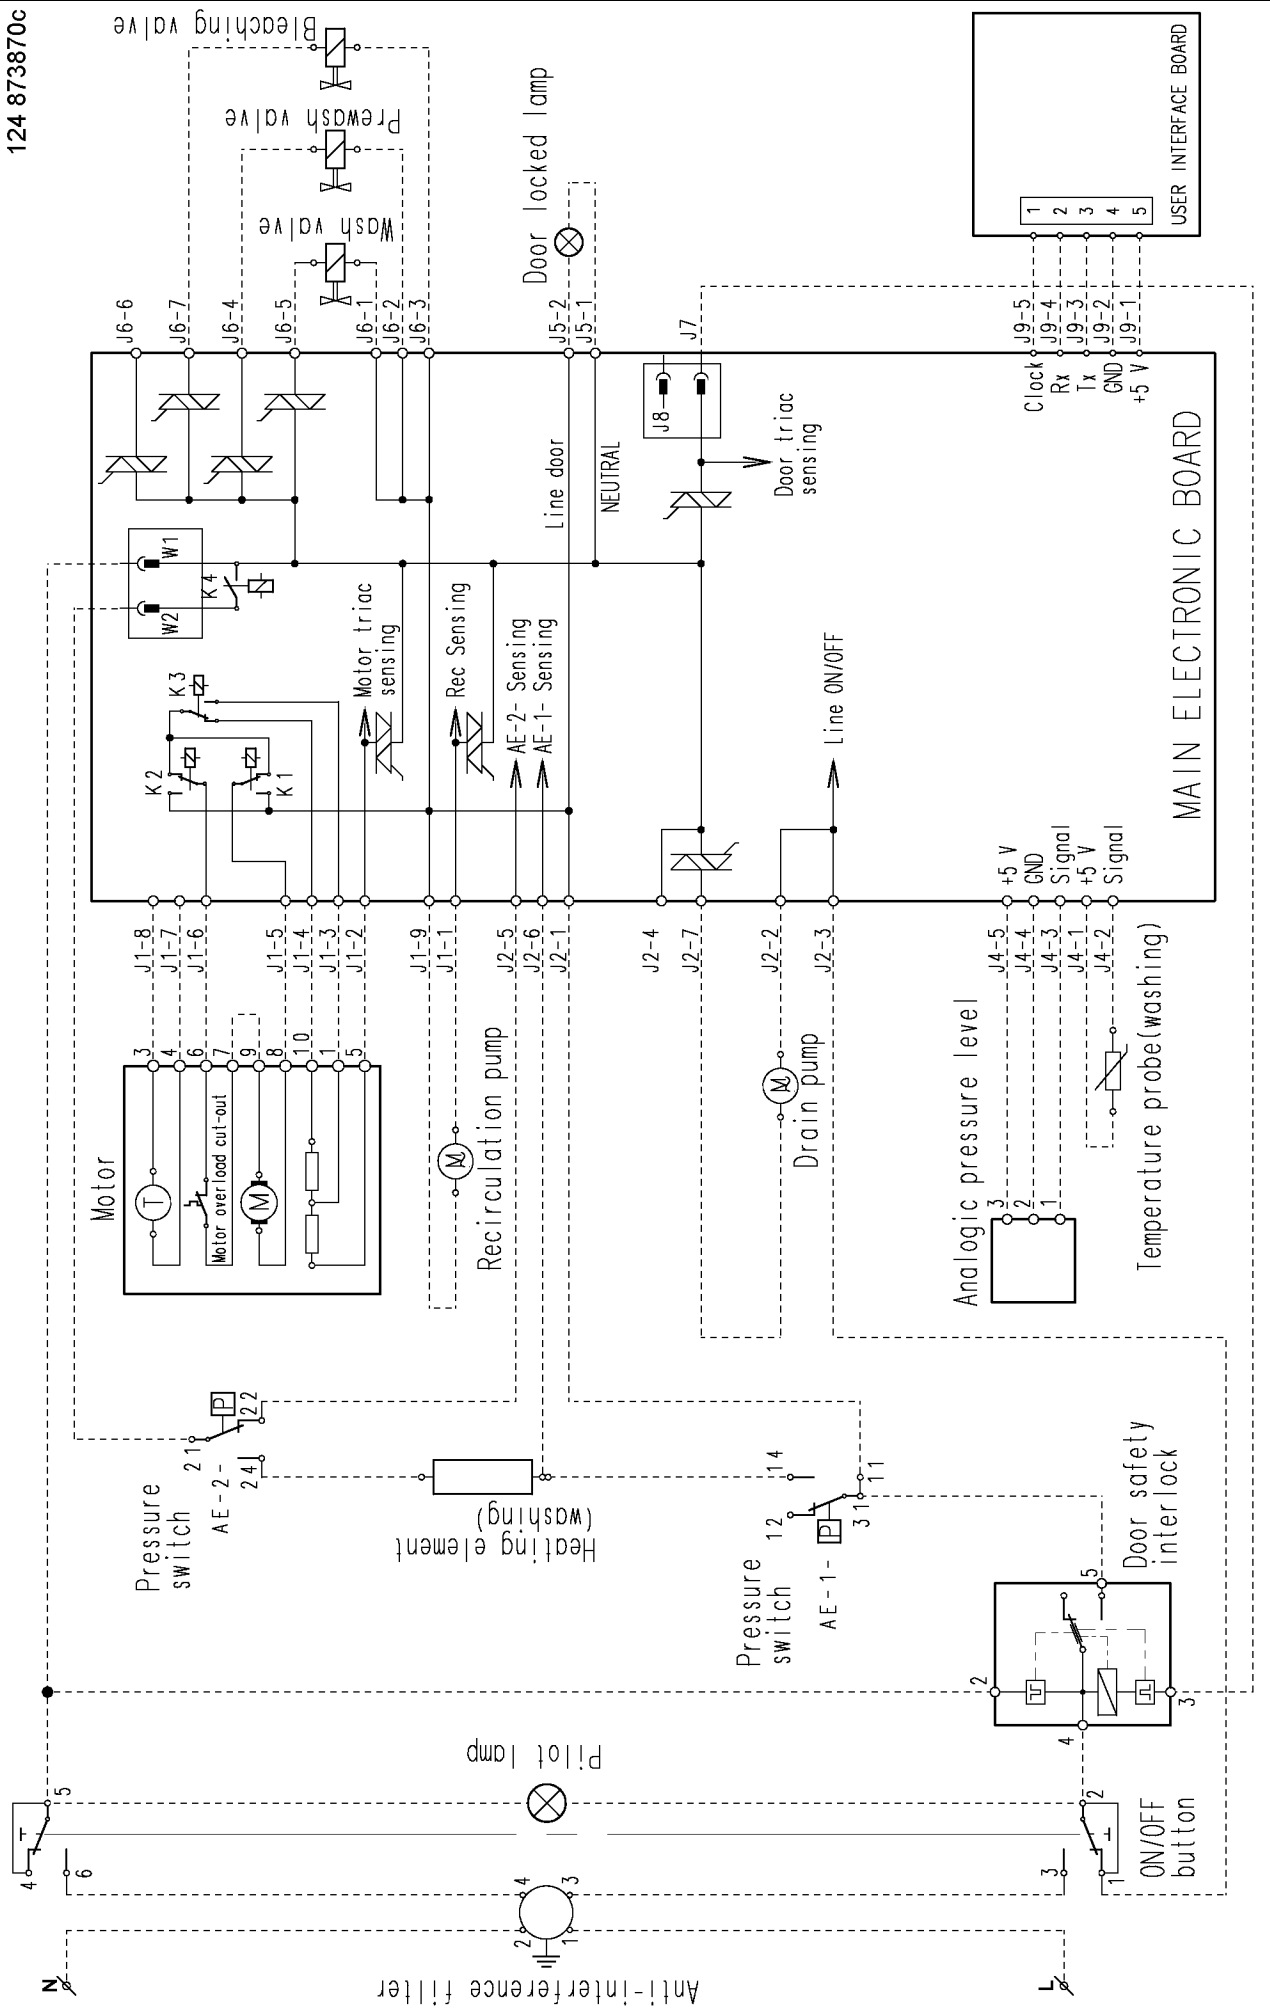 124 873870c
Bleaching valve
Prewash valve
Wash valve
Door locked lamp
USER INTERFACE BOARD
1
2
3
4
5
J6-6
J6-7
J6-4
J6-5
J6-1
J6-2
J6-3
J5-2
J5-1
J7
J9-5
J9-4
J9-3
J9-2
J9-1
Clock
Rx
Tx
GND
+5 V
J8
Door triac
sensing
Line door
NEUTRAL
W1
W2
K4
K3
K2
K1
Motor triac
sensing
Rec Sensing
AE-2- Sensing
AE-1- Sensing
Line ON/OFF
MAIN ELECTRONIC BOARD
+5 V
GND
Signal
+5 V
Signal
J1-8
J1-7
J1-6
J1-5
J1-4
J1-3
J1-2
J1-9
J1-1
J2-5
J2-6
J2-1
J2-4
J2-7
J2-2
J2-3
J4-5
J4-4
J4-3
J4-1
J4-2
3
4
6
7
9
8
10
1
5
Motor
T
Motor overload cut-out
M
M
Recirculation pump
M
Drain pump
Analogic pressure level
3
2
1
Temperature probe(washing)
Pressure
switch
AE-2-
21
22
24
P
Heating element
(washing)
Pressure
switch
AE-1-
14
12
11
31
P
Door safety
interlock
2
5
4
3
Pilot lamp
5
4
6
2
3
1
ON/OFF
button
4
3
2
1
Anti-interference filter
N
L